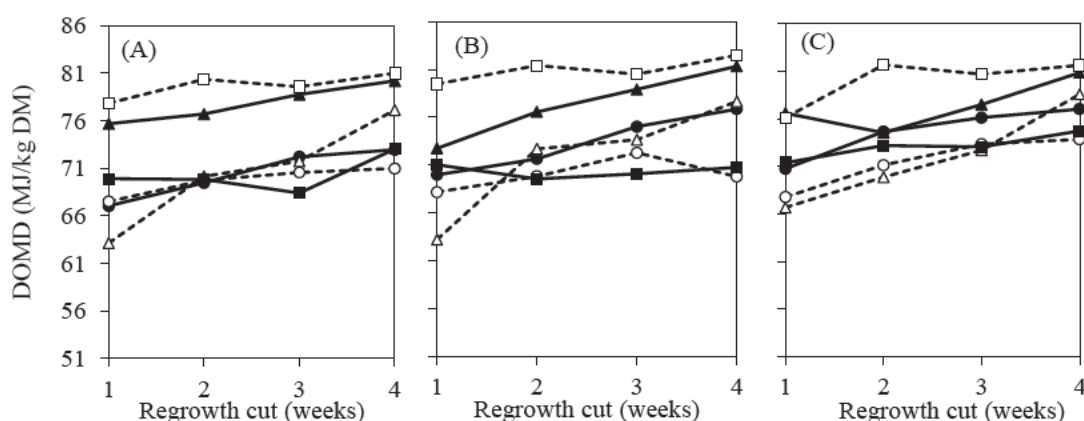 (A) (B) (C)
DOMD (MJ/kg DM)
86
81
76
71
66
61
56
51
1 2 3 4 1 2 3 4 1 2 3 4
Regrowth cut (weeks) Regrowth cut (weeks) Regrowth cut (weeks)